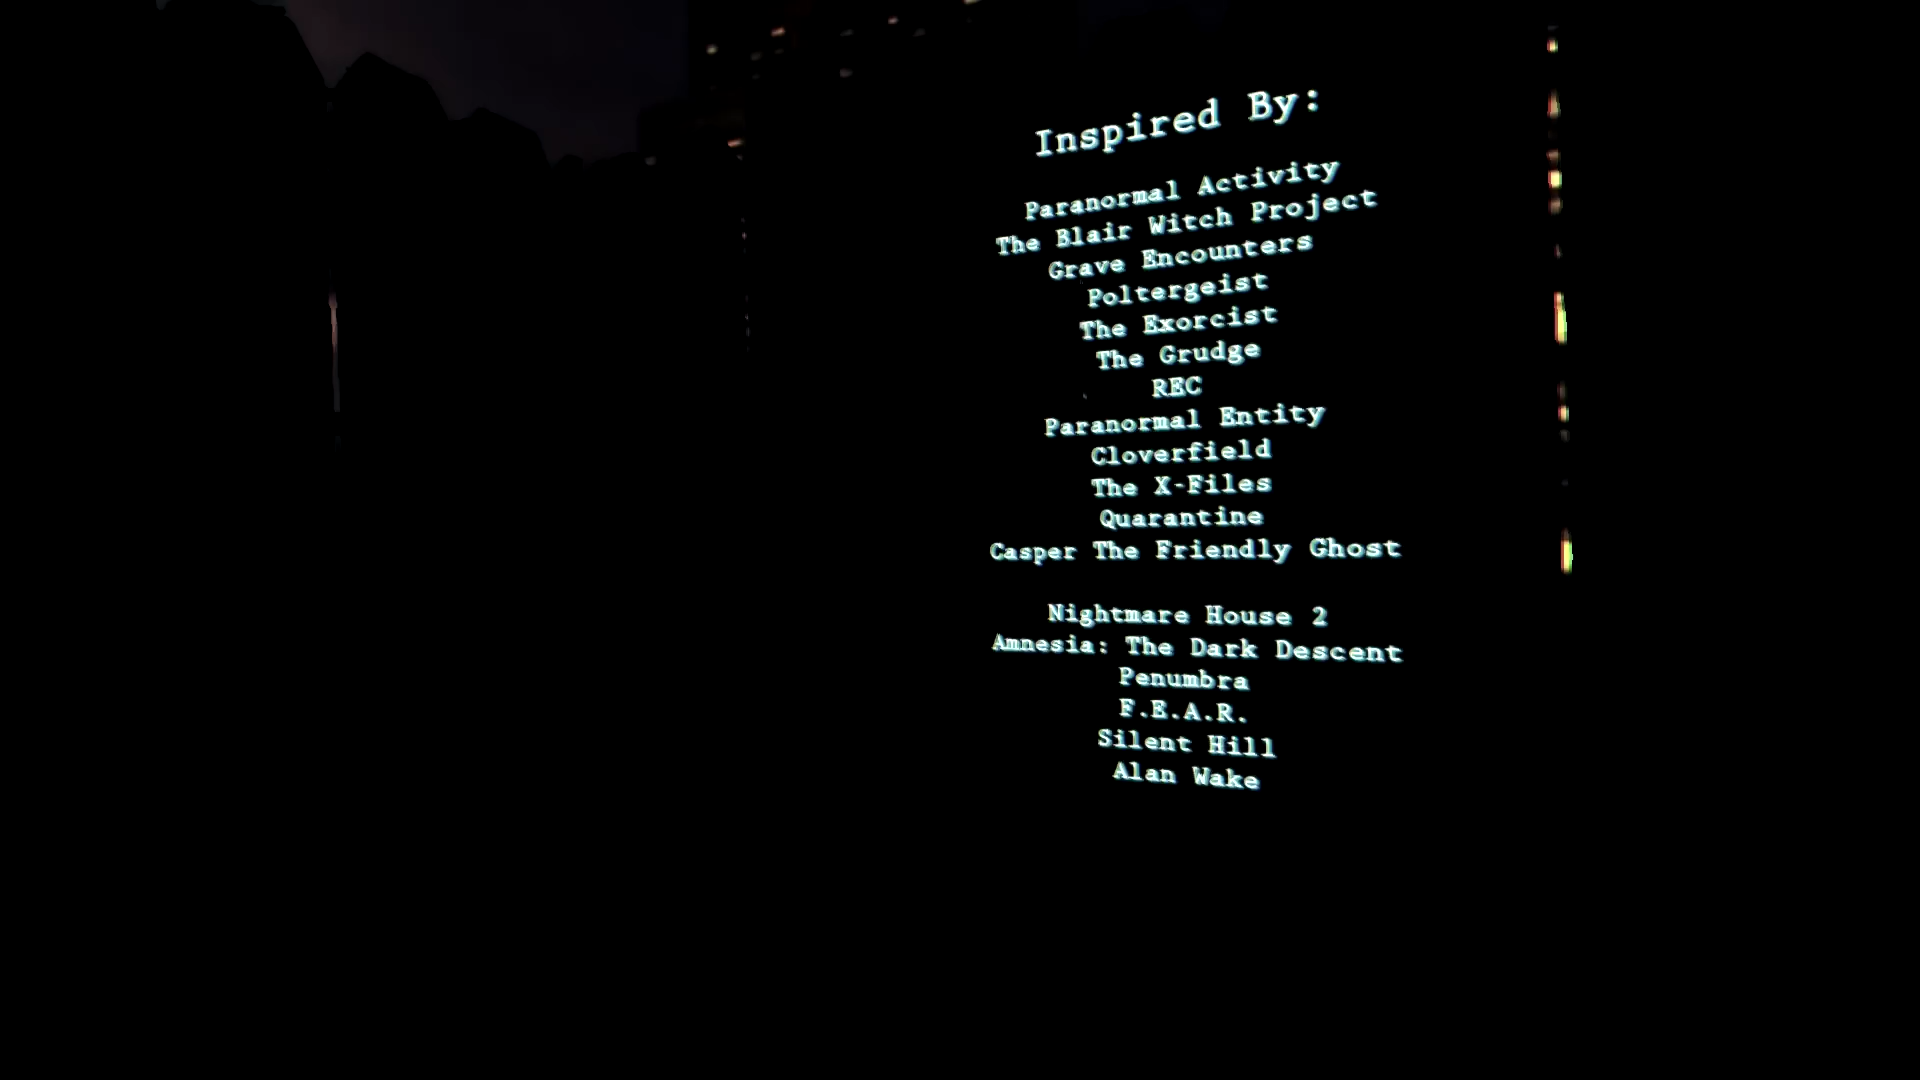 Inspired By:
Paranormal Activity
The Blair Witch Project
Grave Encounters
Poltergeist
The Exorcist
The Grudge
REC
Paranormal Entity
Cloverfield
The X-Files
Quarantine
Casper The Friendly Ghost
Nightmare House 2
Amnesia: The Dark Descent
Penumbra
F.E.A.R.
Silent Hill
Alan Wake